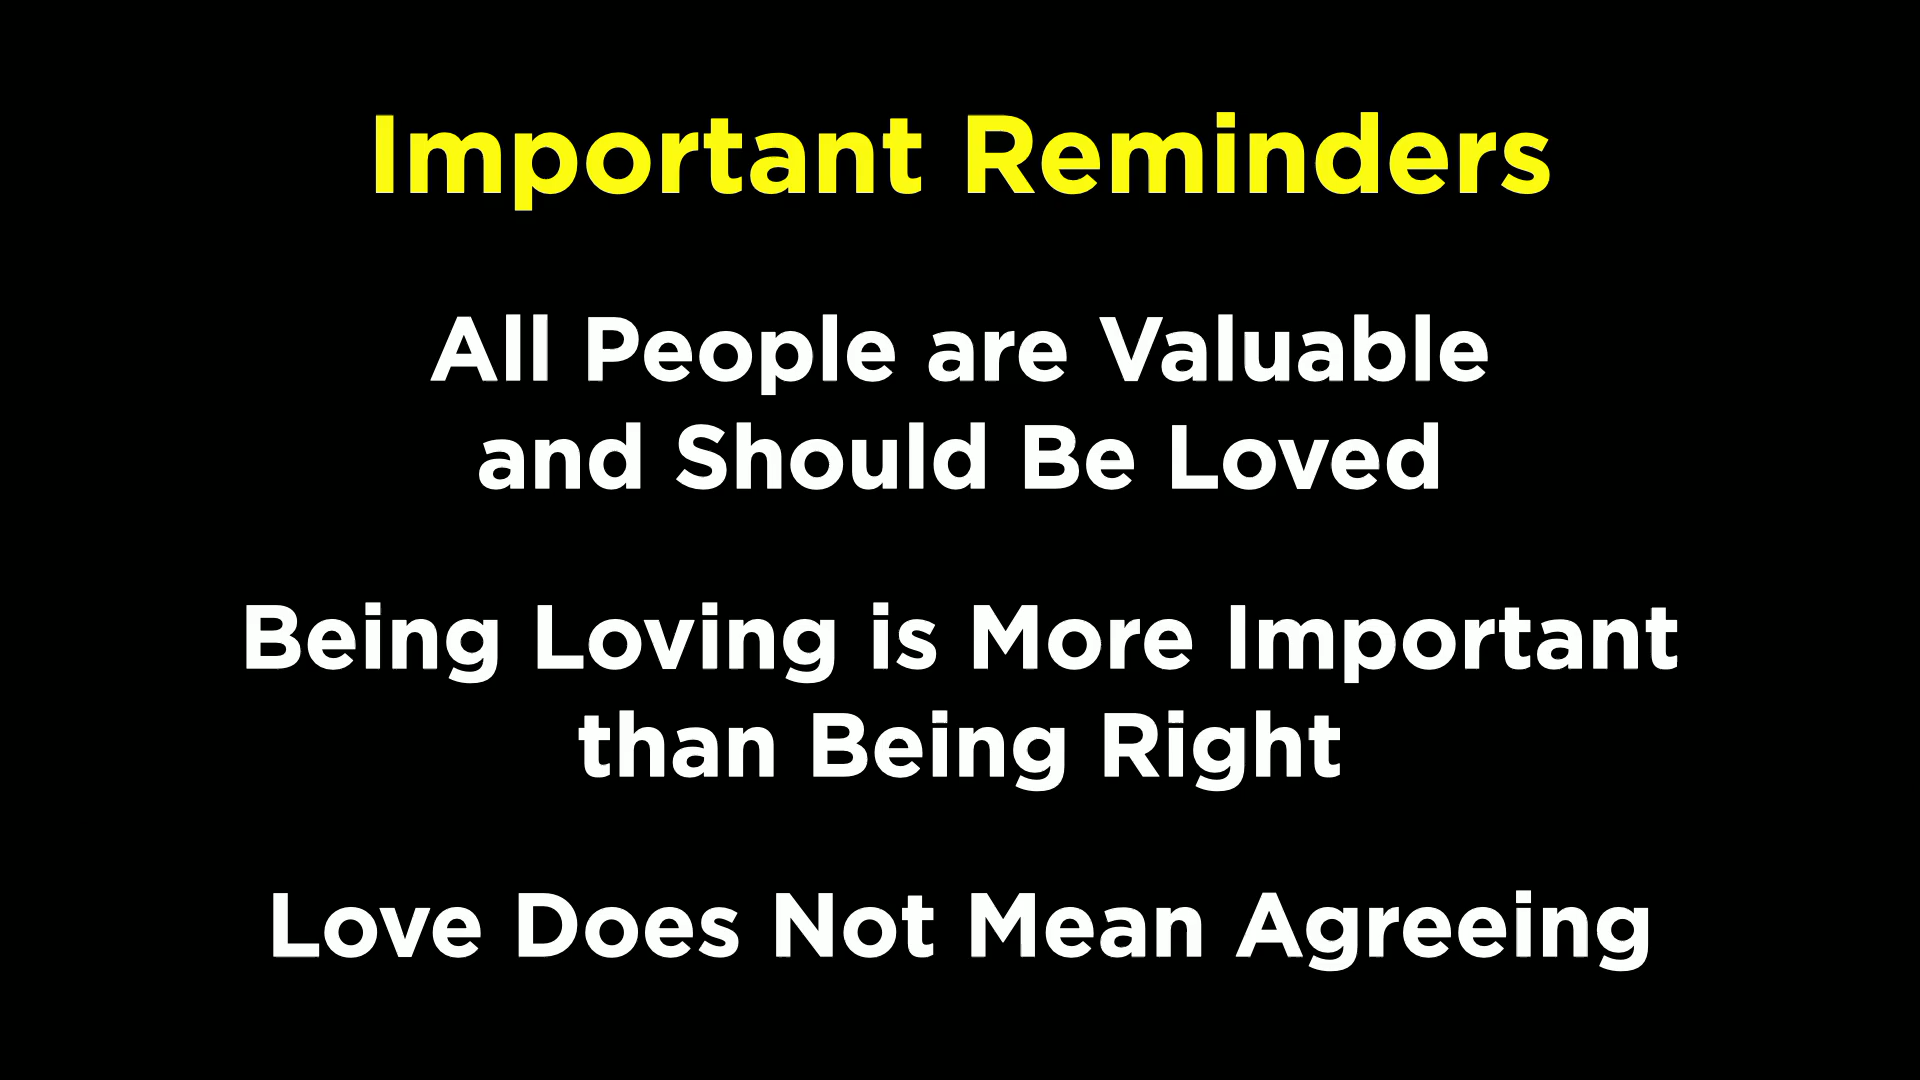 Important Reminders
All People are Valuable
and Should Be Loved
Being Loving is More Important
than Being Right
Love Does Not Mean Agreeing